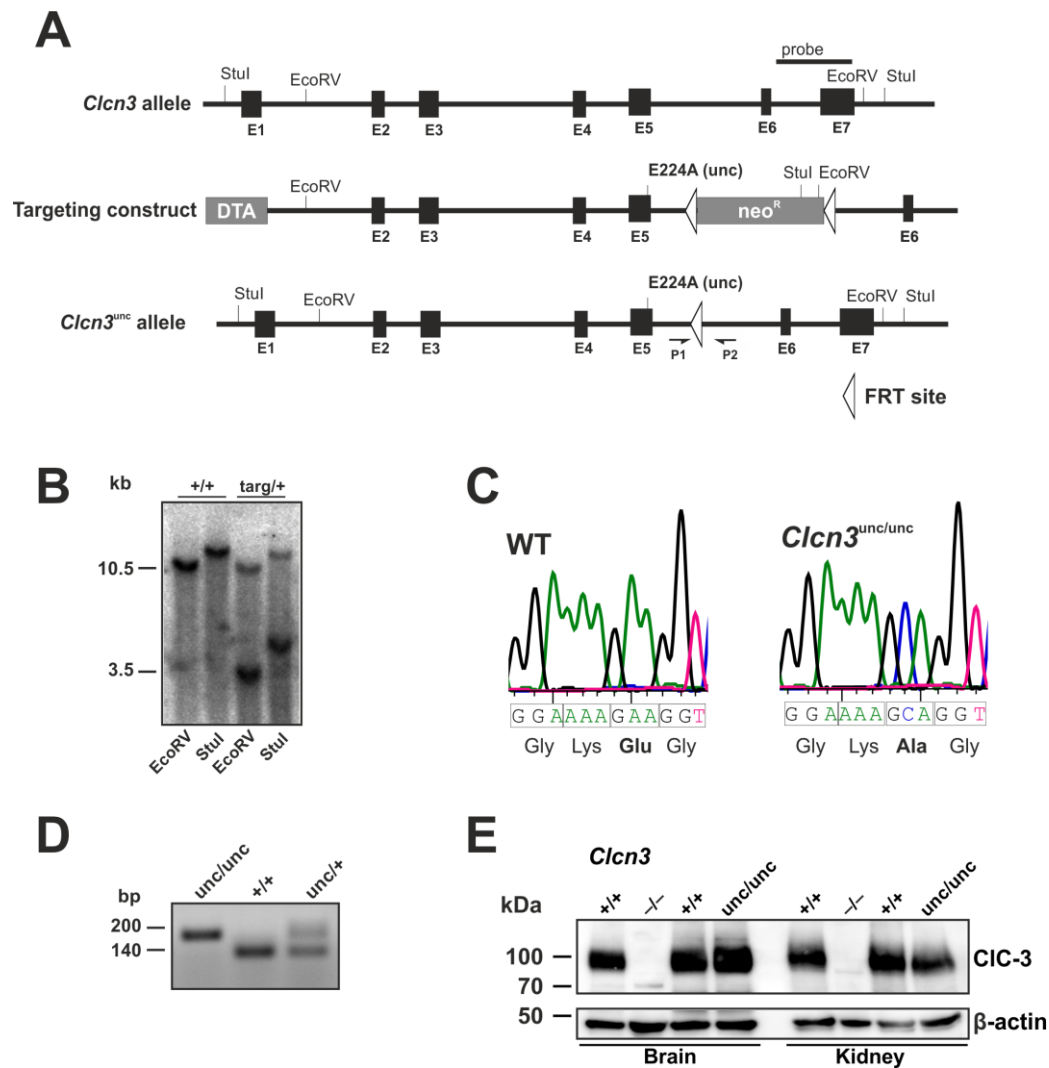 A
probe
StuI EcoRV EcoRV StuI
Clcn3 allele
E1 E2 E3 E4 E5 E6 E7
E224A (unc)
EcoRV StuI EcoRV
Targeting construct DTA neoR
E2 E3 E4 E5 E6
E224A (unc)
StuI EcoRV EcoRV StuI
Clcn3unc allele
E1 E2 E3 E4 E5 P1 P2 E6 E7
FRT site
B
kb +/+ targ/+
10.5
3.5
EcoRV StuI EcoRV StuI
C
WT
Clcn3unc/unc
G G A A A A G A A G G T
Gly Lys Glu Gly
G G A A A A G C A G G T
Gly Lys Ala Gly
D
bp unc/unc +/+ unc/+
200
140
E
Clcn3
kDa +/+ -/- +/+ unc/unc +/+ -/- +/+ unc/unc
100 ClC-3
70
50 β-actin
Brain Kidney